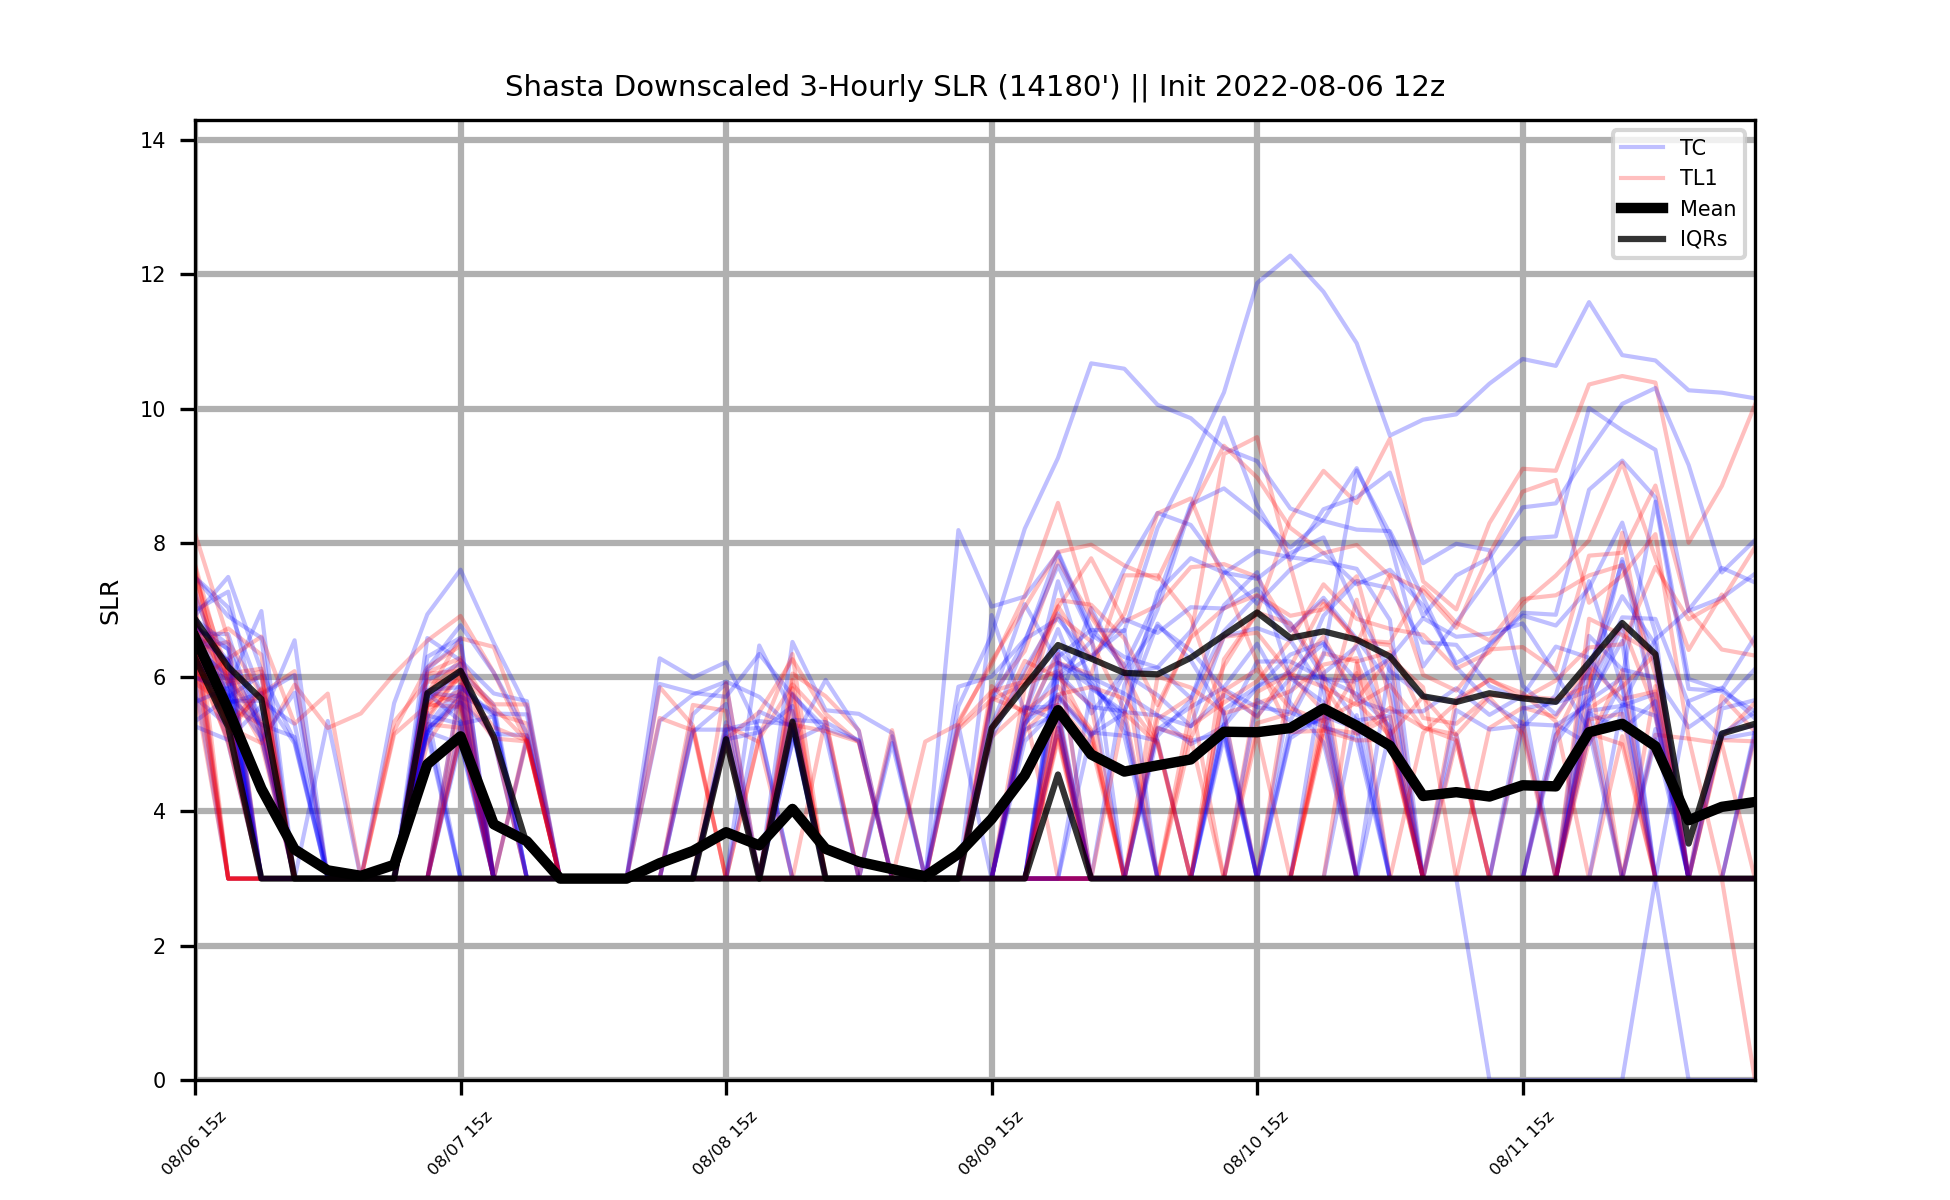 Shasta Downscaled 3-Hourly SLR (14180') || Init 2022-08-06 12z
TC
TL1
Mean
IQRs
SLR
14
12
10
8
6
4
2
0
08/06 15z
08/07 15z
08/08 15z
08/09 15z
08/10 15z
08/11 15z